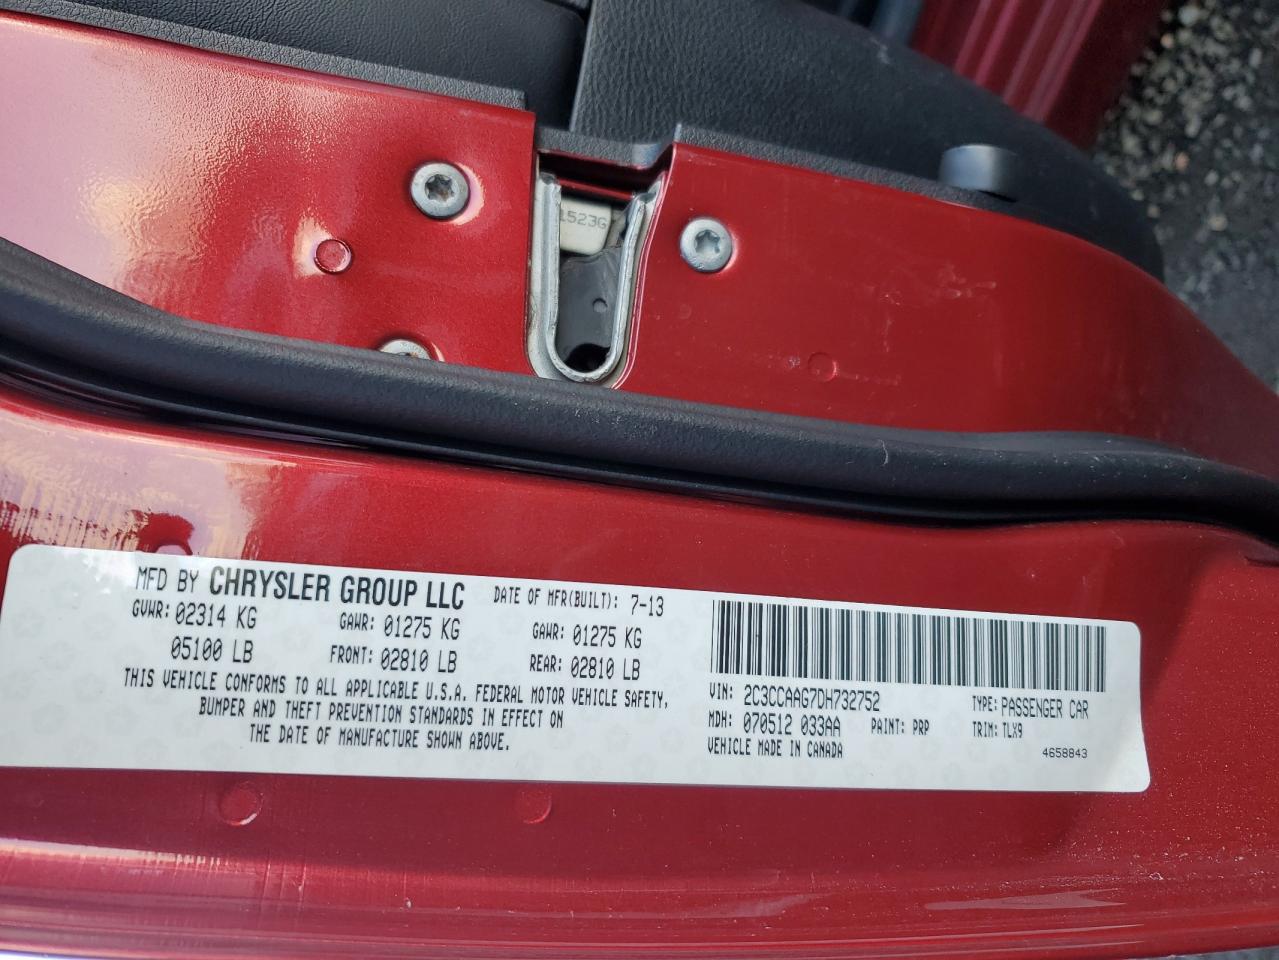 1523G
MFD BY CHRYSLER GROUP LLC DATE OF MFR(BUILT): 7-13
GVWR: 02314 KG GAWR: 01275 KG GAWR: 01275 KG
05100 LB FRONT: 02810 LB REAR: 02810 LB
THIS VEHICLE CONFORMS TO ALL APPLICABLE U.S.A. FEDERAL MOTOR VEHICLE SAFETY,
BUMPER AND THEFT PREVENTION STANDARDS IN EFFECT ON
THE DATE OF MANUFACTURE SHOWN ABOVE.
VIN: 2C3CCAAG7DH732752 TYPE: PASSENGER CAR
MDH: 070512 033AA PAINT: PRP TRIM: TLX9
VEHICLE MADE IN CANADA 4658843